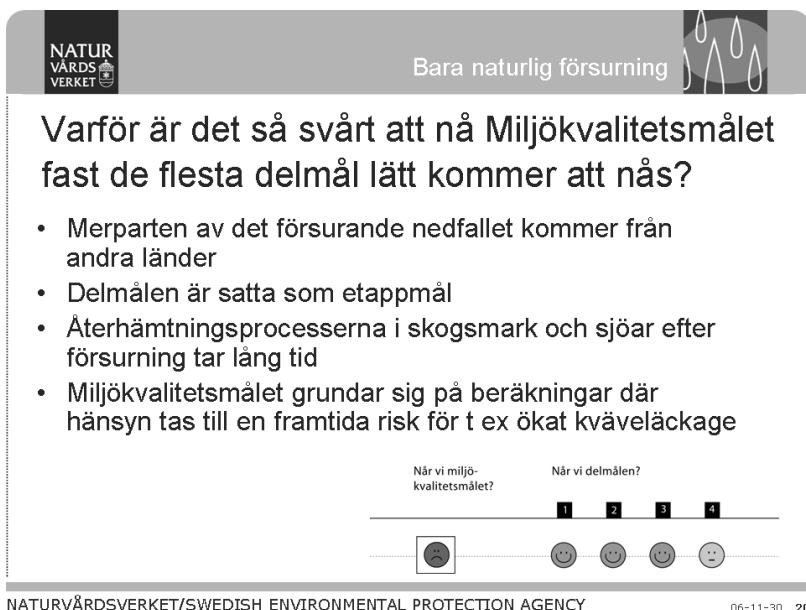 NATUR
VÅRDS
VERKET
Bara naturlig försurning
Varför är det så svårt att nå Miljökvalitetsmålet
fast de flesta delmål lätt kommer att nås?
• Merparten av det försurande nedfallet kommer från
andra länder
• Delmålen är satta som etappmål
• Återhämtningsprocesserna i skogsmark och sjöar efter
försurning tar lång tid
• Miljökvalitetsmålet grundar sig på beräkningar där
hänsyn tas till en framtida risk för t ex ökat kväveläckage
Når vi miljö- Når vi delmålen?
kvalitetsmålet?
1 2 3 4
NATURVÅRDSVERKET/SWEDISH ENVIRONMENTAL PROTECTION AGENCY 06-11-30